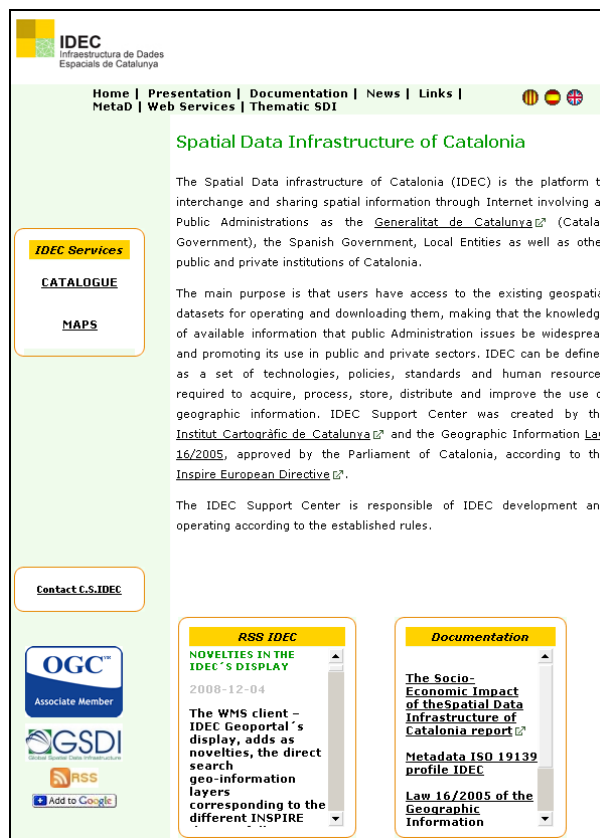 IDEC
Infraestructura de Dades
Espacials de Catalunya
Home | Presentation | Documentation | News | Links |
MetaD | Web Services | Thematic SDI
Spatial Data Infrastructure of Catalonia
The Spatial Data infrastructure of Catalonia (IDEC) is the platform t
interchange and sharing spatial information through Internet involving a
Public Administrations as the Generalitat de Catalunya (Catala
Government), the Spanish Government, Local Entities as well as othe
public and private institutions of Catalonia.
The main purpose is that users have access to the existing geospatia
datasets for operating and downloading them, making that the knowledg
of available information that public Administration issues be widesprea
and promoting its use in public and private sectors. IDEC can be define
as a set of technologies, policies, standards and human resource
required to acquire, process, store, distribute and improve the use o
geographic information. IDEC Support Center was created by th
Institut Cartogràfic de Catalunya and the Geographic Information Law
16/2005, approved by the Parliament of Catalonia, according to th
Inspire European Directive.
The IDEC Support Center is responsible of IDEC development an
operating according to the established rules.
IDEC Services
CATALOGUE
MAPS
Contact C.S.IDEC
OGC™
Associate Member
GSDI
Global Spatial Data Infrastructure
RSS
Add to Google
RSS IDEC
NOVELTIES IN THE
IDEC´S DISPLAY
2008-12-04
The WMS client –
IDEC Geoportal´s
display, adds as
novelties, the direct
search
geo-information
layers
corresponding to the
different INSPIRE
Documentation
The Socio-
Economic Impact
of theSpatial Data
Infrastructure of
Catalonia report
Metadata ISO 19139
profile IDEC
Law 16/2005 of the
Geographic
Information